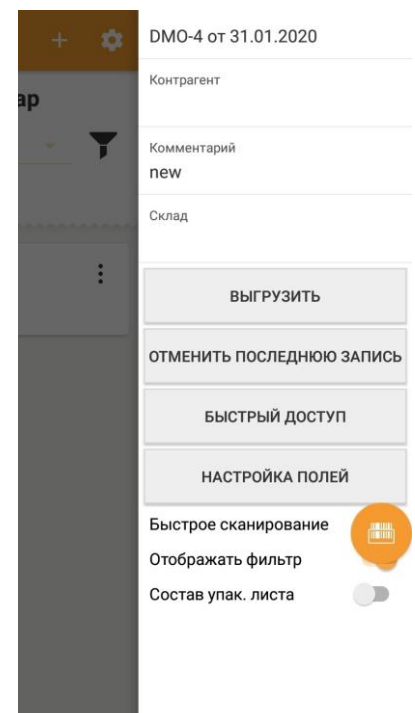 DMO-4 от 31.01.2020
ар
Контрагент
Комментарий
new
Склад
ВЫГРУЗИТЬ
ОТМЕНИТЬ ПОСЛЕДНЮЮ ЗАПИСЬ
БЫСТРЫЙ ДОСТУП
НАСТРОЙКА ПОЛЕЙ
Быстрое сканирование
Отображать фильтр
Состав упак. листа